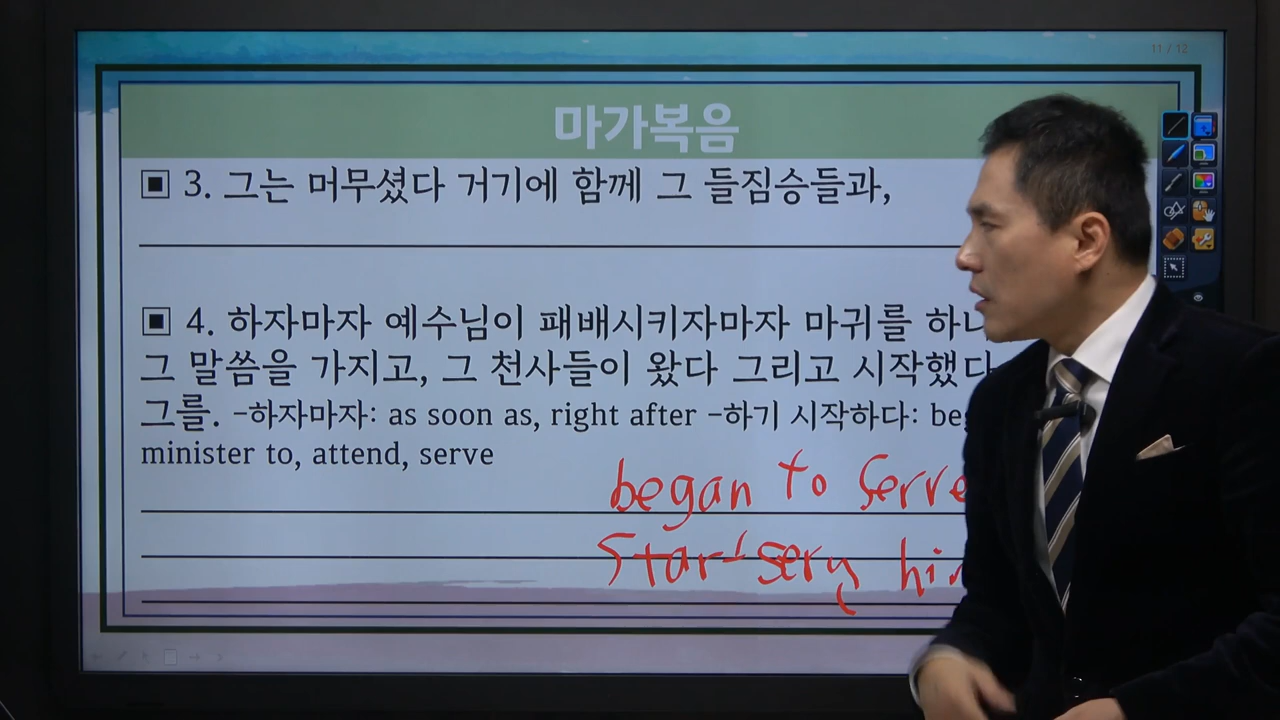 11 / 12
마가복음
▣ 3. 그는 머무셨다 거기에 함께 그 들짐승들과,
▣ 4. 하자마자 예수님이 패배시키자마자 마귀를
그 말씀을 가지고, 그 천사들이 왔다 그리고 시작했다
그를. -하자마자: as soon as, right after -하기 시작하다:
minister to, attend, serve
began to serve
start